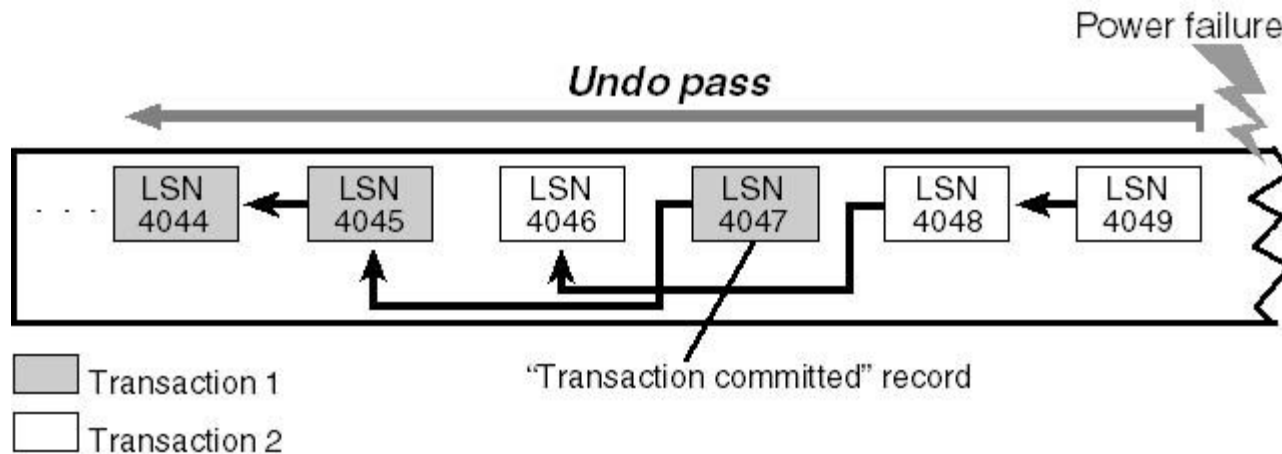 Power failure
Undo pass
. . .
LSN
4044
LSN
4045
LSN
4046
LSN
4047
LSN
4048
LSN
4049
Transaction 1
“Transaction committed” record
Transaction 2